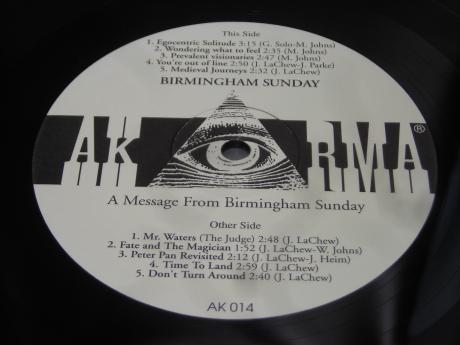 This Side
1. Egocentric Solitude 3:15 (G. Solo-M. Johns)
2. Wondering what to feel 2:35 (M. Johns)
3. Prevalent visionaries 2:47 (M. Johns)
4. You're out of line 2:50 (J. LaChew-J. Parke)
5. Medieval Journeys 2:32 (J. LaChew)
BIRMINGHAM SUNDAY
AK RMA®
A Message From Birmingham Sunday
Other Side
1. Mr. Waters (The Judge) 2:48 (J. LaChew)
2. Fate and The Magician 1:52 (J. LaChew-W. Johns)
3. Peter Pan Revisited 2:12 (J. LaChew-J. Heim)
4. Time To Land 2:59 (J. LaChew)
5. Don't Turn Around 2:40 (J. LaChew)
AK 014